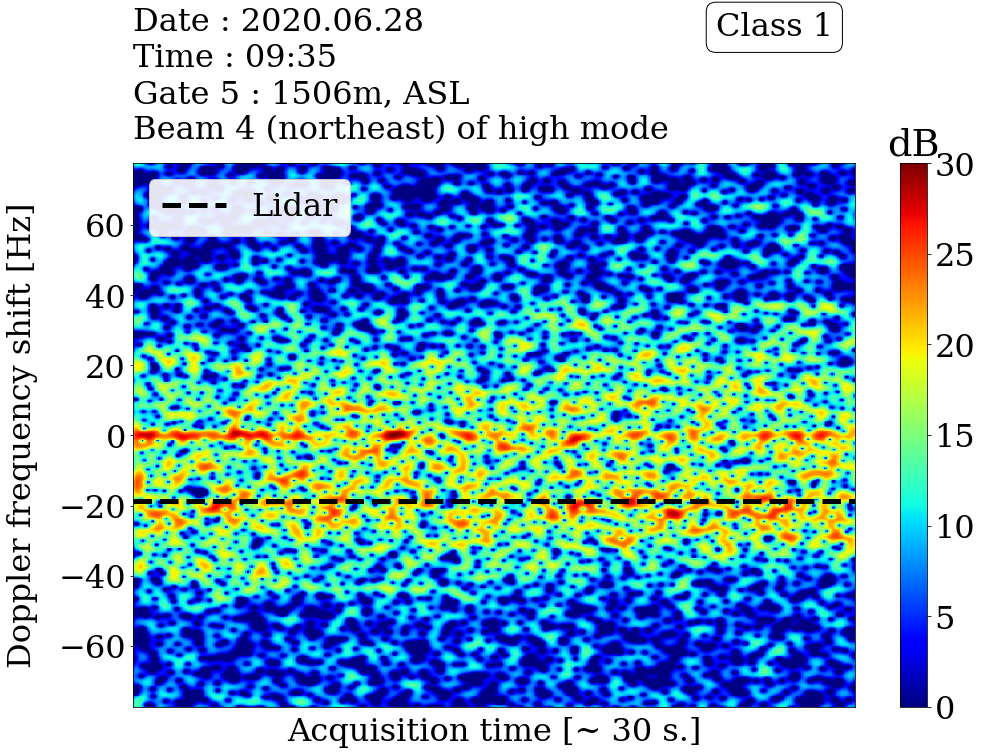 Date : 2020.06.28
Time : 09:35
Gate 5 : 1506m, ASL
Beam 4 (northeast) of high mode
Class 1
dB
Lidar
Doppler frequency shift [Hz]
60
40
20
0
−20
−40
−60
Acquisition time [~ 30 s.]
30
25
20
15
10
5
0